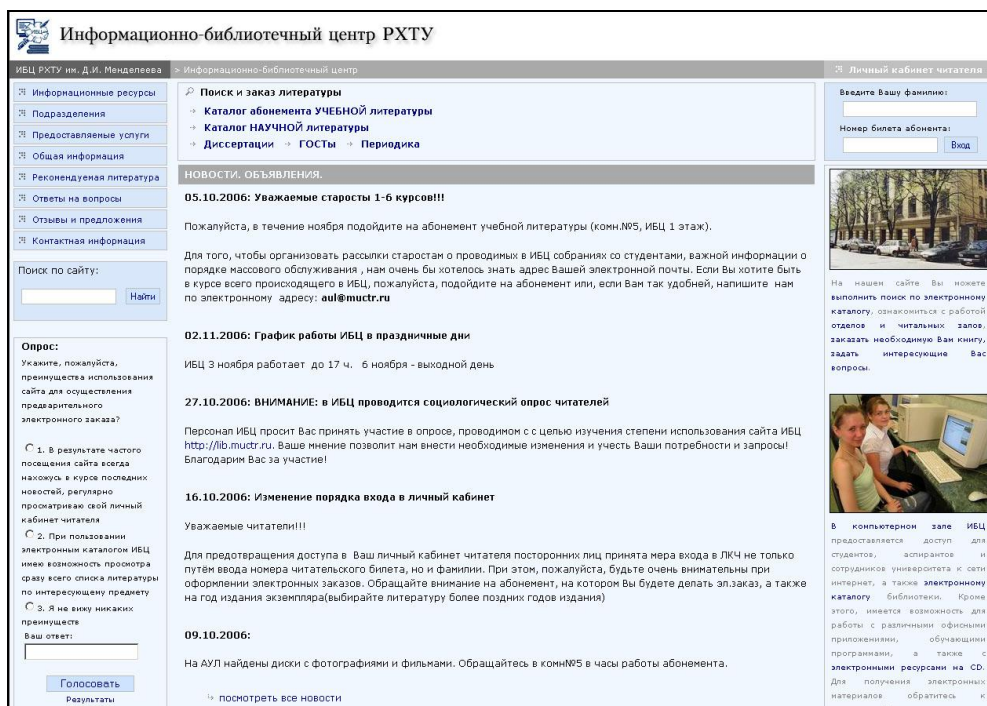 Информационно-библиотечный центр РХТУ
ИБЦ РХТУ им. Д.И. Менделеева
> Информационно-библиотечный центр
Личный кабинет читателя
Информационные ресурсы
Подразделения
Предоставляемые услуги
Общая информация
Рекомендуемая литература
Ответы на вопросы
Отзывы и предложения
Контактная информация
Поиск по сайту:
Найти
Опрос:
Укажите, пожалуйста,
преимущества использования
сайта для осуществления
предварительного
электронного заказа?
1. В результате частого
посещения сайта всегда
нахожусь в курсе последних
новостей, регулярно
просматриваю свой личный
кабинет читателя
2. При пользовании
электронным каталогом ИБЦ
имею возможность просмотра
сразу всего списка литературы
по интересующему предмету
3. Я не вижу никаких
преимуществ
Ваш ответ:
Голосовать
Результаты
Поиск и заказ литературы
Каталог абонемента УЧЕБНОЙ литературы
Каталог НАУЧНОЙ литературы
Диссертации ГОСТы Периодика
НОВОСТИ. ОБЪЯВЛЕНИЯ.
05.10.2006: Уважаемые старосты 1-6 курсов!!!
Пожалуйста, в течение ноября подойдите на абонемент учебной литературы (комн.№5, ИБЦ 1 этаж).
Для того, чтобы организовать рассылки старостам о проводимых в ИБЦ собраниях со студентами, важной информации о
порядке массового обслуживания , нам очень бы хотелось знать адрес Вашей электронной почты. Если Вы хотите быть
в курсе всего происходящего в ИБЦ, пожалуйста, подойдите на абонемент или, если Вам так удобней, напишите нам
по электронному адресу: aul@muctr.ru
02.11.2006: График работы ИБЦ в праздничные дни
ИБЦ 3 ноября работает до 17 ч. 6 ноября - выходной день
27.10.2006: ВНИМАНИЕ: в ИБЦ проводится социологический опрос читателей
Персонал ИБЦ просит Вас принять участие в опросе, проводимом с с целью изучения степени использования сайта ИБЦ
http://lib.muctr.ru. Ваше мнение позволит нам внести необходимые изменения и учесть Ваши потребности и запросы!
Благодарим Вас за участие!
16.10.2006: Изменение порядка входа в личный кабинет
Уважаемые читатели!!!
Для предотвращения доступа в Ваш личный кабинет читателя посторонних лиц принята мера входа в ЛКЧ не только
путём ввода номера читательского билета, но и фамилии. При этом, пожалуйста, будьте очень внимательны при
оформлении электронных заказов. Обращайте внимание на абонемент, на котором Вы будете делать эл.заказ, а также
на год издания экземпляра(выбирайте литературу более поздних годов издания)
09.10.2006:
На АУЛ найдены диски с фотографиями и фильмами. Обращайтесь в комн№5 в часы работы абонемента.
посмотреть все новости
Введите Вашу фамилию:
Номер билета абонента:
Вход
На нашем сайте Вы можете
выполнить поиск по электронному
каталогу, ознакомиться с работой
отделов и читальных залов,
заказать необходимую Вам книгу,
задать интересующие Вас
вопросы.
В компьютерном зале ИБЦ
предоставляется доступ для
студентов, аспирантов и
сотрудников университета к сети
интернет, а также электронному
каталогу библиотеки. Кроме
этого, имеется возможность для
работы с различными офисными
приложениями, обучающими
программами, а также с
электронными ресурсами на CD.
Для получения электронных
материалов обратитесь к